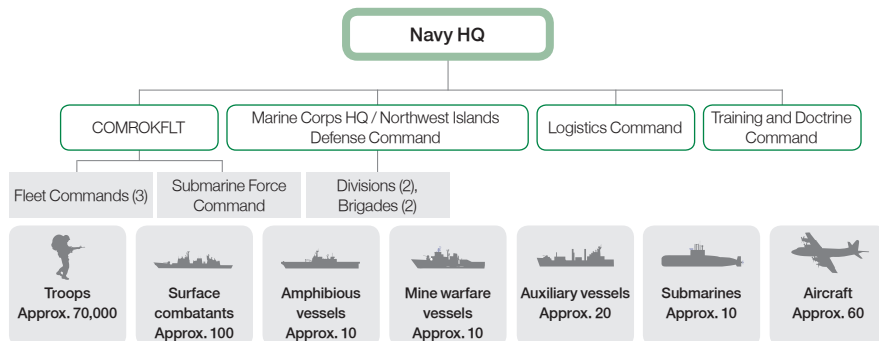 Navy HQ
COMROKFLT
Marine Corps HQ / Northwest Islands
Defense Command
Logistics Command
Training and Doctrine
Command
Fleet Commands (3)
Submarine Force
Command
Divisions (2),
Brigades (2)
Troops
Approx. 70,000
Surface
combatants
Approx. 100
Amphibious
vessels
Approx. 10
Mine warfare
vessels
Approx. 10
Auxiliary vessels
Approx. 20
Submarines
Approx. 10
Aircraft
Approx. 60